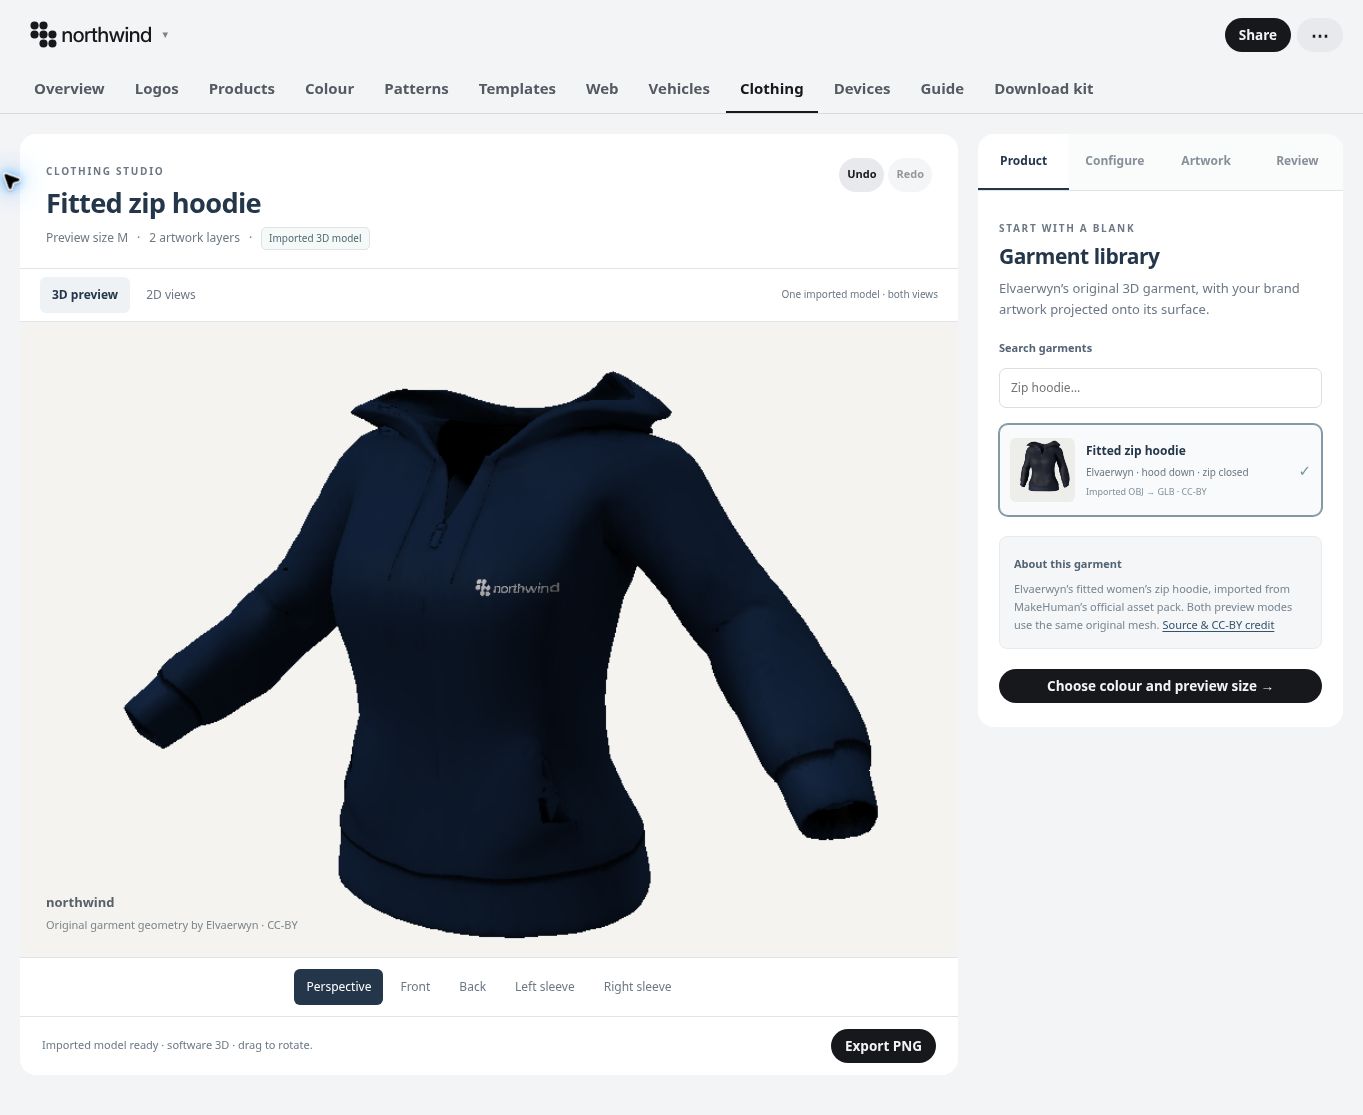 northwind ▾
Share
⋯
Overview Logos Products Colour Patterns Templates Web Vehicles Clothing Devices Guide Download kit
CLOTHING STUDIO
Fitted zip hoodie
Preview size M · 2 artwork layers · Imported 3D model
Undo Redo
3D preview 2D views
One imported model · both views
northwind
northwind
Original garment geometry by Elvaerwyn · CC-BY
Perspective Front Back Left sleeve Right sleeve
Imported model ready · software 3D · drag to rotate.
Export PNG
Product Configure Artwork Review
START WITH A BLANK
Garment library
Elvaerwyn’s original 3D garment, with your brand
artwork projected onto its surface.
Search garments
Zip hoodie...
Fitted zip hoodie
Elvaerwyn · hood down · zip closed
Imported OBJ → GLB · CC-BY
✓
About this garment
Elvaerwyn’s fitted women’s zip hoodie, imported from
MakeHuman’s official asset pack. Both preview modes
use the same original mesh. Source & CC-BY credit
Choose colour and preview size →